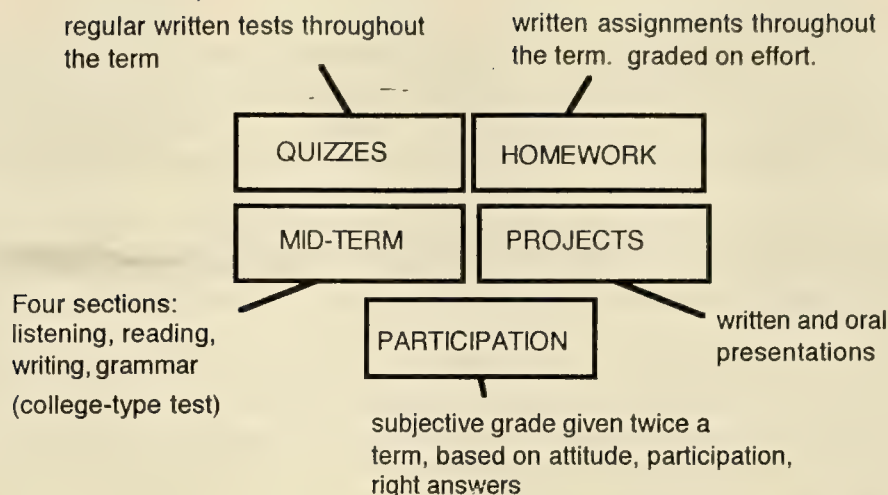 regular written tests throughout
the term
written assignments throughout
the term. graded on effort.
QUIZZES
HOMEWORK
MID-TERM
PROJECTS
Four sections:
listening, reading,
writing, grammar
(college-type test)
PARTICIPATION
written and oral
presentations
subjective grade given twice a
term, based on attitude, participation,
right answers